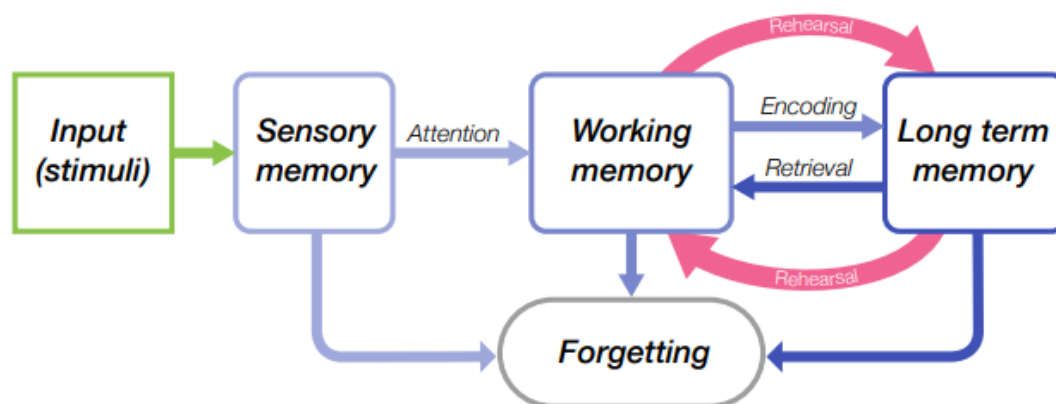 Rehearsal
Input
(stimuli)
Sensory
memory
Attention
Working
memory
Encoding
Retrieval
Long term
memory
Rehearsal
Forgetting